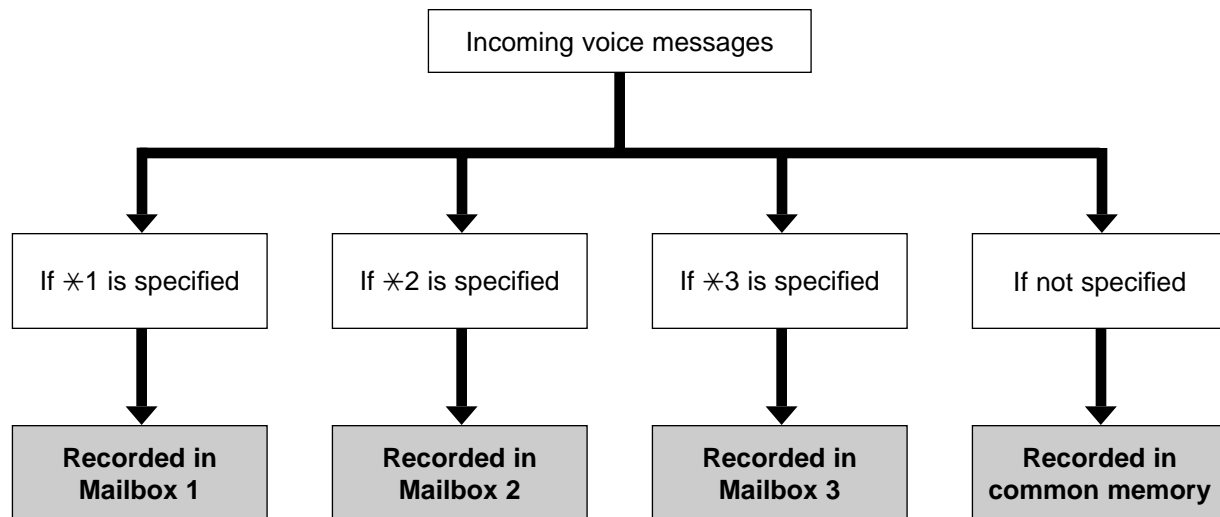 Incoming voice messages
If ✳1 is specified
If ✳2 is specified
If ✳3 is specified
If not specified
Recorded in
Mailbox 1
Recorded in
Mailbox 2
Recorded in
Mailbox 3
Recorded in
common memory